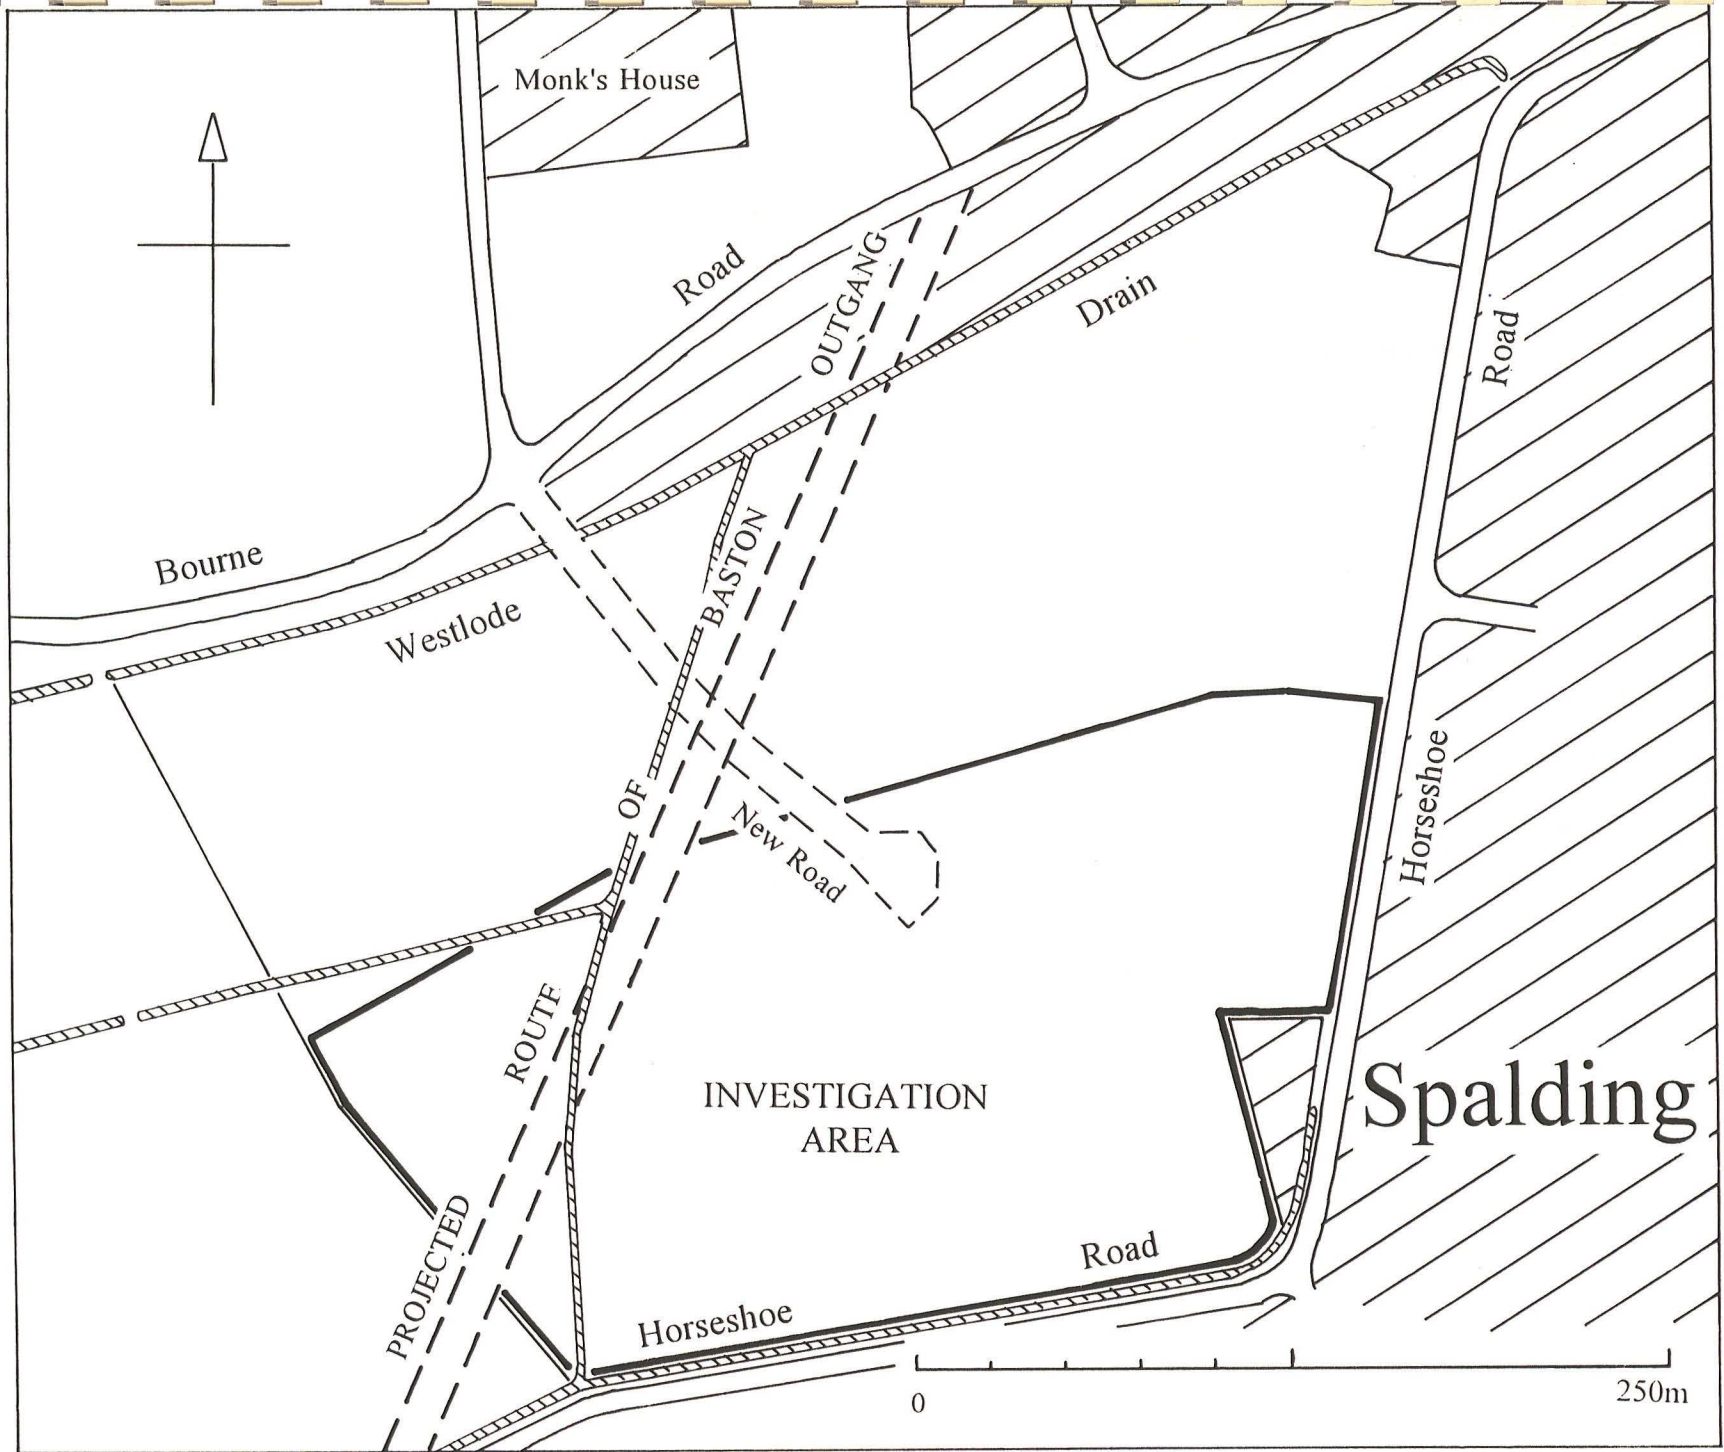 Monk's House
Road
OUTGANG
Drain
Road
BASTON
Bourne
Westlode
OF
Horseshoe
New Road
ROUTE
INVESTIGATION
AREA
Spalding
PROJECTED
Road
Horseshoe
0
250m